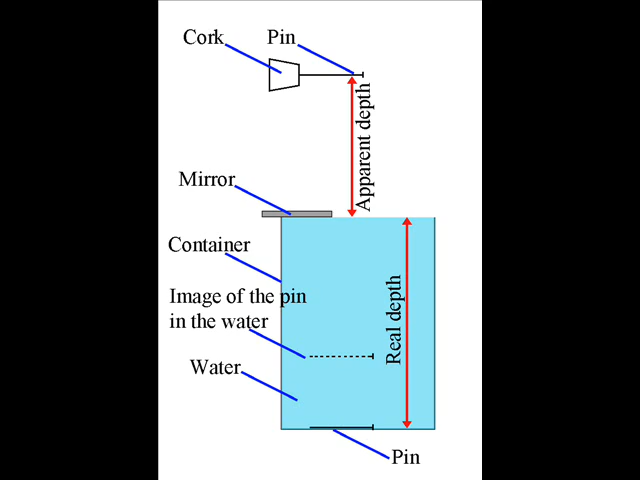 Cork
Pin
Apparent depth
Mirror
Container
Image of the pin
in the water
Real depth
Water
Pin